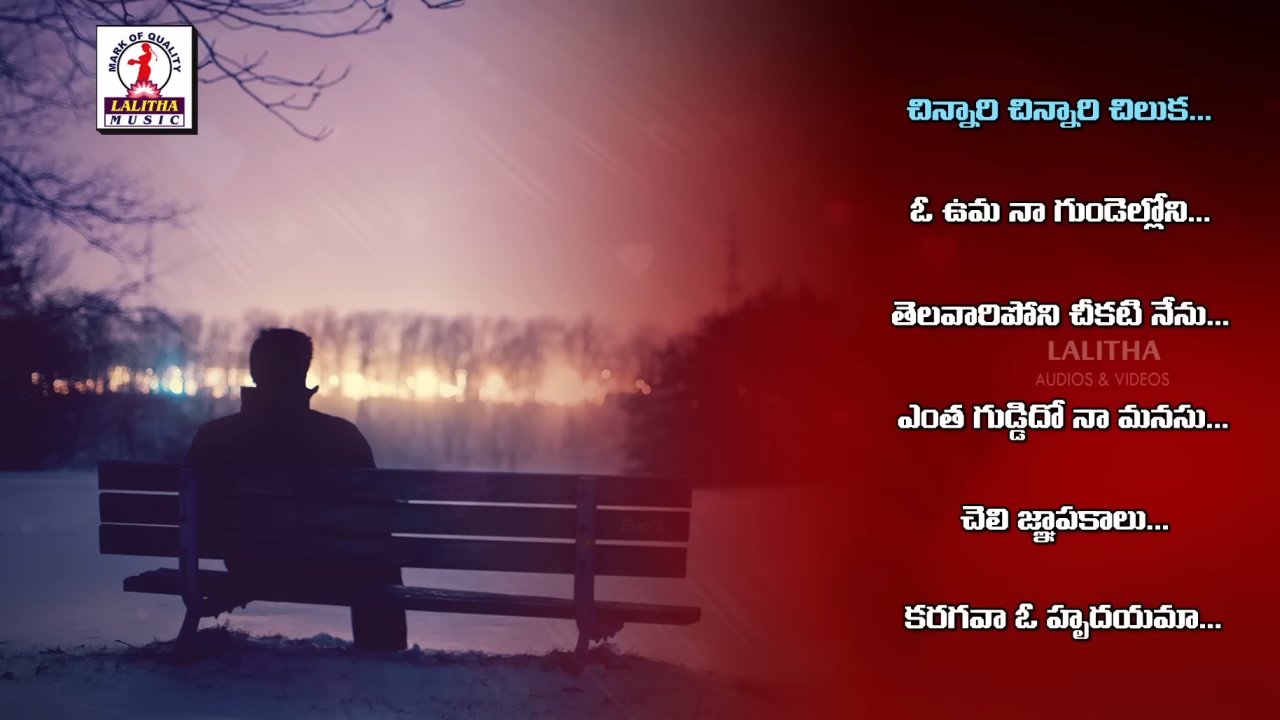 MARK OF QUALITY
LALITHA
MUSIC
చిన్నారి చిన్నారి చిలుక...
ఓ ఉమ నా గుండెల్లోని...
తెలవారిపోని చీకటి నేను...
LALITHA
AUDIOS & VIDEOS
ఎంత గుడ్డిదో నా మనసు...
చెలి జ్ఞాపకాలు...
కరగవా ఓ హృదయమా...